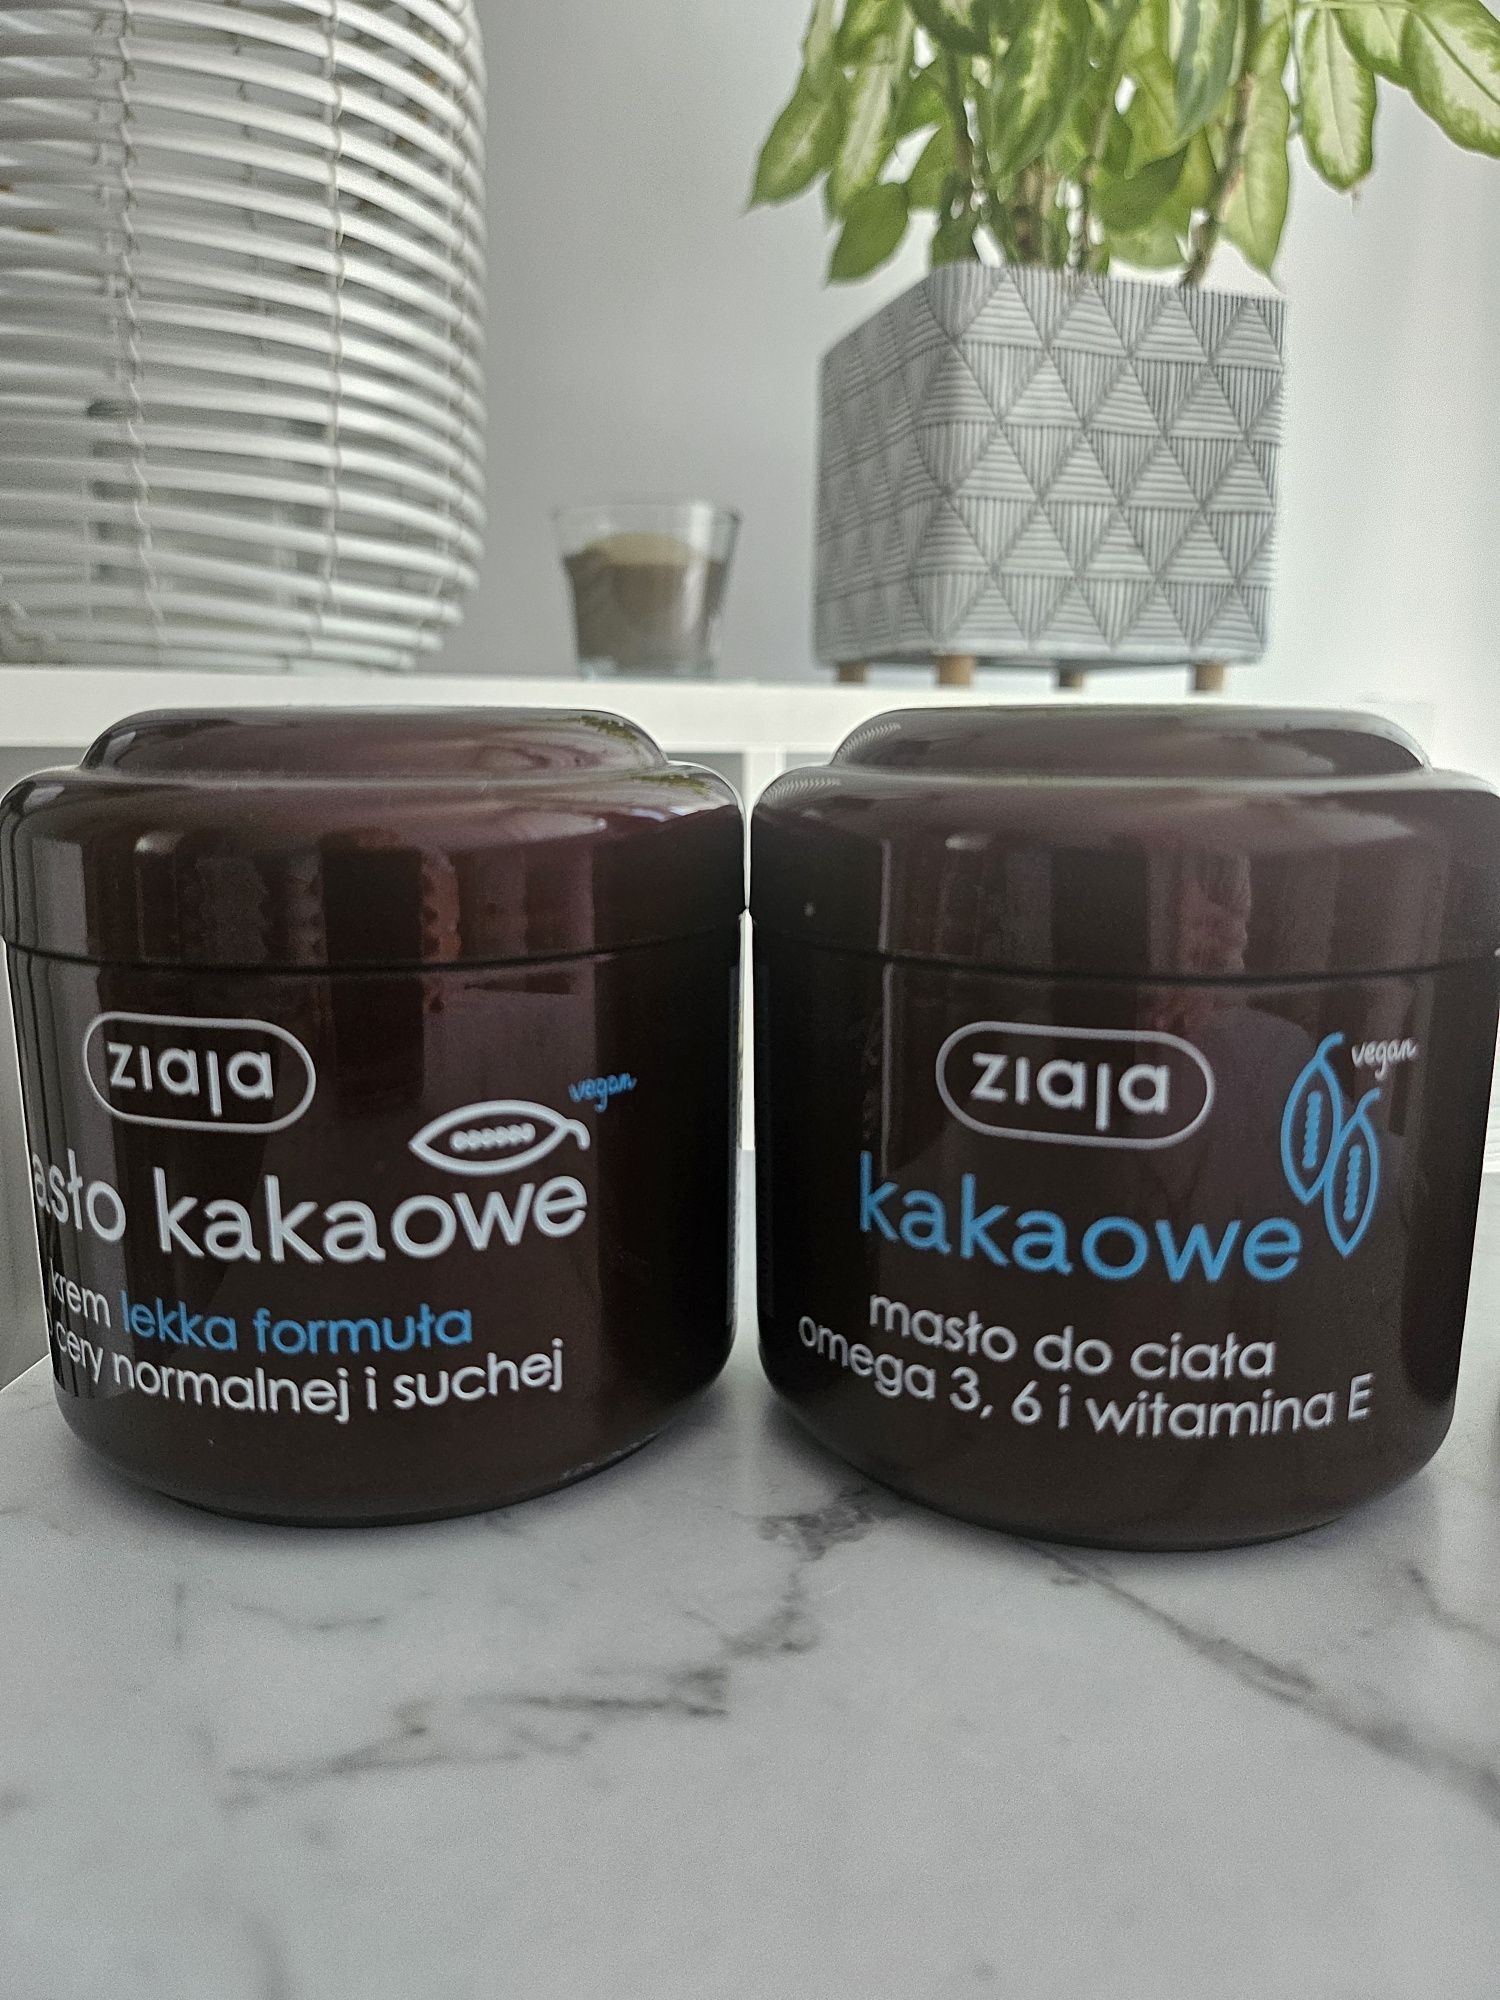 ziaja
vegan
asło kakaowe
krem lekka formuła
cery normalnej i suchej
ziaja
vegan
kakaowe
masło do ciała
omega 3, 6 i witamina E